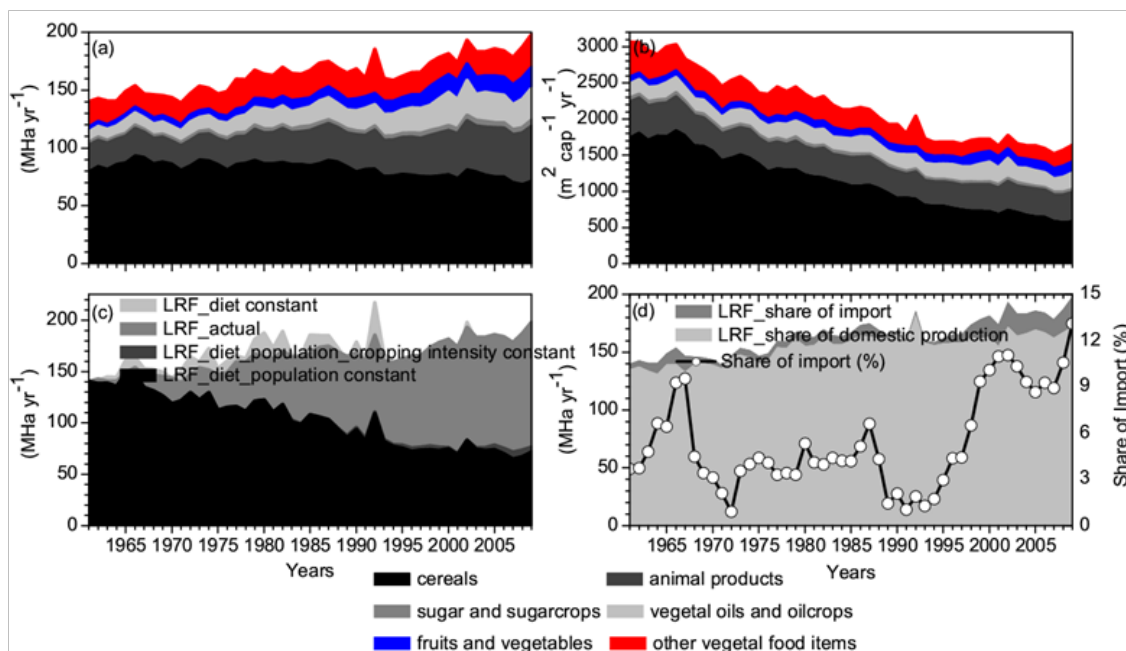 (a)
200
150
100
50
0
(MHa yr-1)
(b)
3000
2500
2000
1500
1000
500
0
(m2 cap-1 yr-1)
(c)
LRF_diet constant
LRF_actual
LRF_diet_population_cropping intensity constant
LRF_diet_population constant
200
150
100
50
0
(MHa yr-1)
1965 1970 1975 1980 1985 1990 1995 2000 2005
Years
(d)
LRF_share of import
LRF_share of domestic production
Share of import (%)
200
150
100
50
0
(MHa yr-1)
15
12
9
6
3
0
Share of Import (%)
1965 1970 1975 1980 1985 1990 1995 2000 2005
Years
cereals
animal products
sugar and sugarcrops
vegetal oils and oilcrops
fruits and vegetables
other vegetal food items